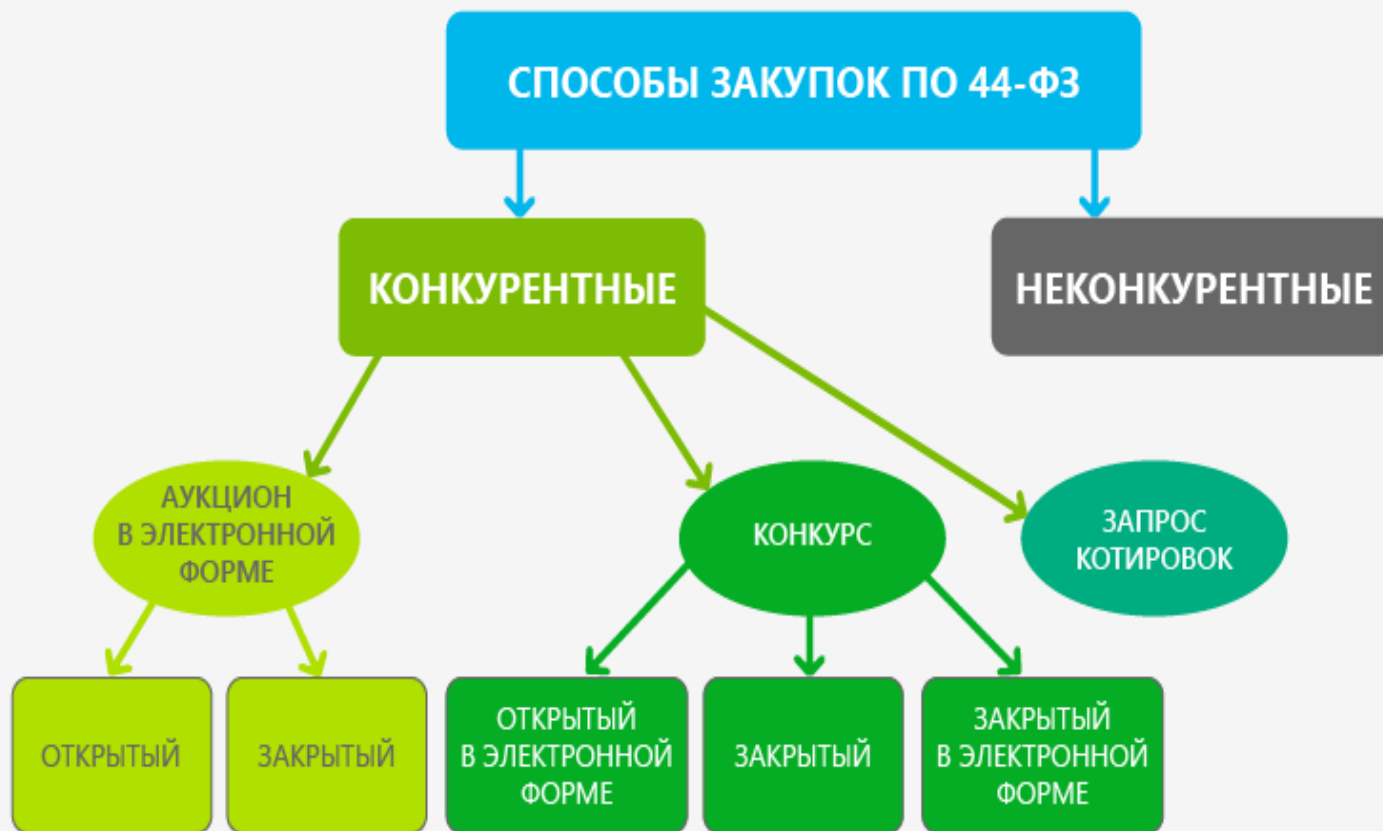 СПОСОБЫ ЗАКУПОК ПО 44-ФЗ
КОНКУРЕНТНЫЕ
НЕКОНКУРЕНТНЫЕ
АУКЦИОН
В ЭЛЕКТРОННОЙ
ФОРМЕ
КОНКУРС
ЗАПРОС
КОТИРОВОК
ОТКРЫТЫЙ
ЗАКРЫТЫЙ
ОТКРЫТЫЙ
В ЭЛЕКТРОННОЙ
ФОРМЕ
ЗАКРЫТЫЙ
ЗАКРЫТЫЙ
В ЭЛЕКТРОННОЙ
ФОРМЕ